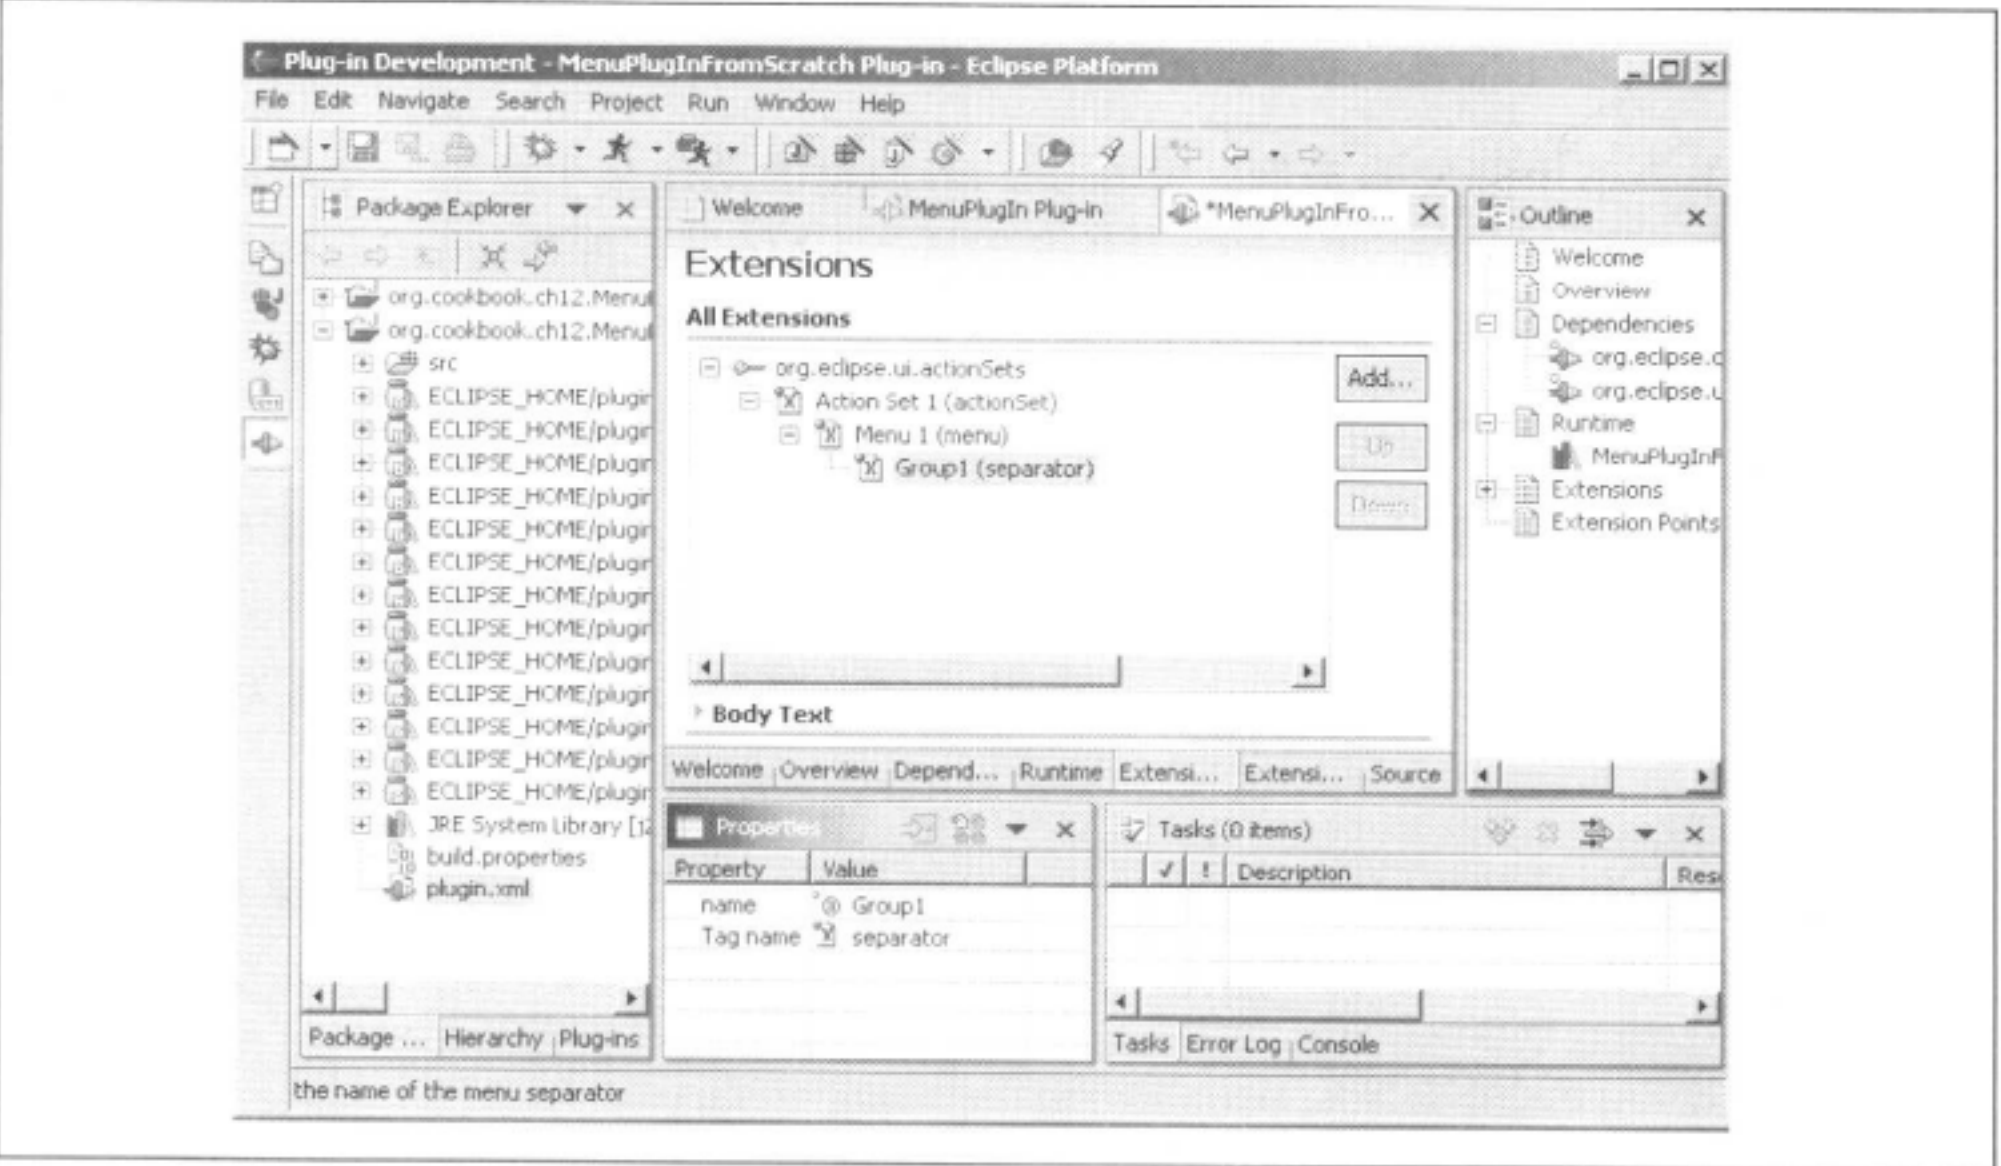 Plug-in Development - MenuPlugInFromScratch Plug-in - Eclipse Platform
File Edit Navigate Search Project Run Window Help
Package Explorer
org.cookbook.ch12.Menu
org.cookbook.ch12.Menu
src
ECLIPSE_HOME/plugin
ECLIPSE_HOME/plugin
ECLIPSE_HOME/plugin
ECLIPSE_HOME/plugin
ECLIPSE_HOME/plugin
ECLIPSE_HOME/plugin
ECLIPSE_HOME/plugin
ECLIPSE_HOME/plugin
ECLIPSE_HOME/plugin
ECLIPSE_HOME/plugin
ECLIPSE_HOME/plugin
ECLIPSE_HOME/plugin
ECLIPSE_HOME/plugin
JRE System Library [
build.properties
plugin.xml
Package ... Hierarchy Plug-ins
Welcome MenuPlugIn Plug-in *MenuPlugInFro...
Extensions
All Extensions
org.eclipse.ui.actionSets
Action Set 1 (actionSet)
Menu 1 (menu)
Group1 (separator)
Add...
Up
Down
Body Text
Welcome Overview Depend... Runtime Extensi... Extensi... Source
Outline
Welcome
Overview
Dependencies
org.eclipse.c
org.eclipse.u
Runtime
MenuPlugInF
Extensions
Extension Points
Properties
Property Value
name Group1
Tag name separator
Tasks (0 items)
! Description Res
Tasks Error Log Console
the name of the menu separator